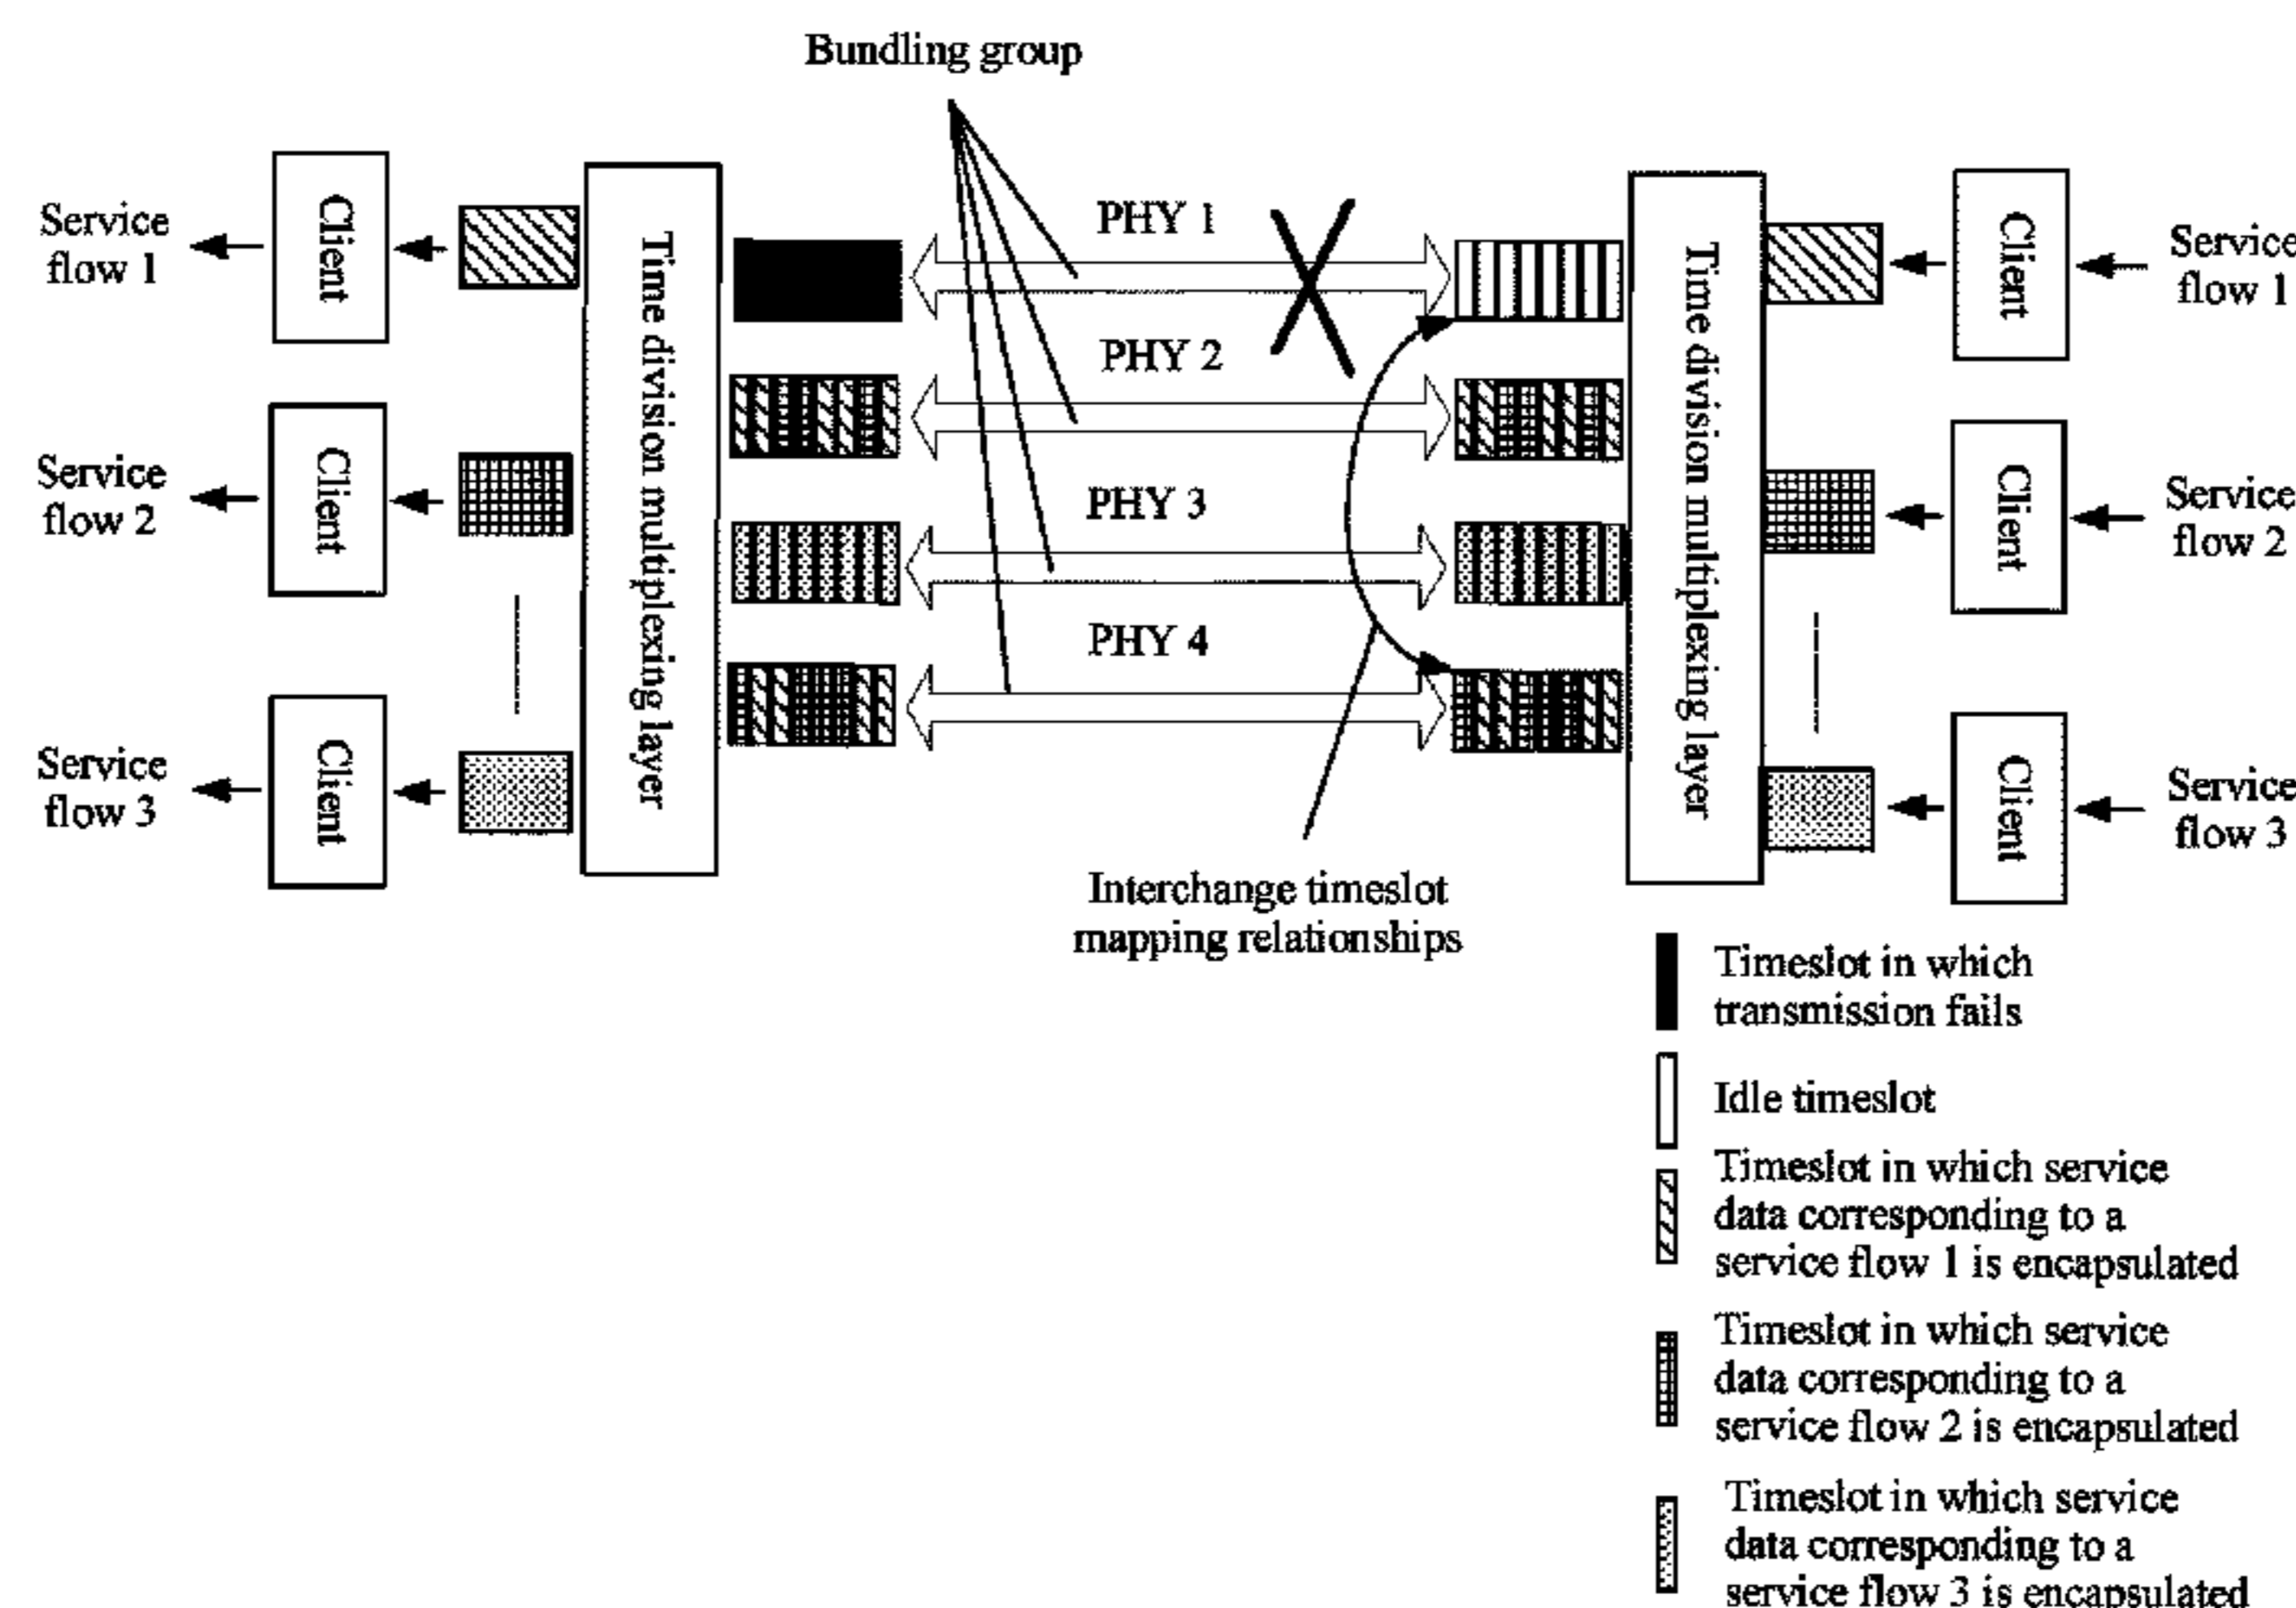 Bundling group
Service
flow 1
Client
Time division multiplexing layer
PHY 1
PHY 2
PHY 3
PHY 4
Time division multiplexing layer
Client
Service
flow 1
Service
flow 2
Client
Client
Service
flow 2
Service
flow 3
Client
Client
Service
flow 3
Interchange timeslot
mapping relationships
Timeslot in which
transmission fails
Idle timeslot
Timeslot in which service
data corresponding to a
service flow 1 is encapsulated
Timeslot in which service
data corresponding to a
service flow 2 is encapsulated
Timeslot in which service
data corresponding to a
service flow 3 is encapsulated